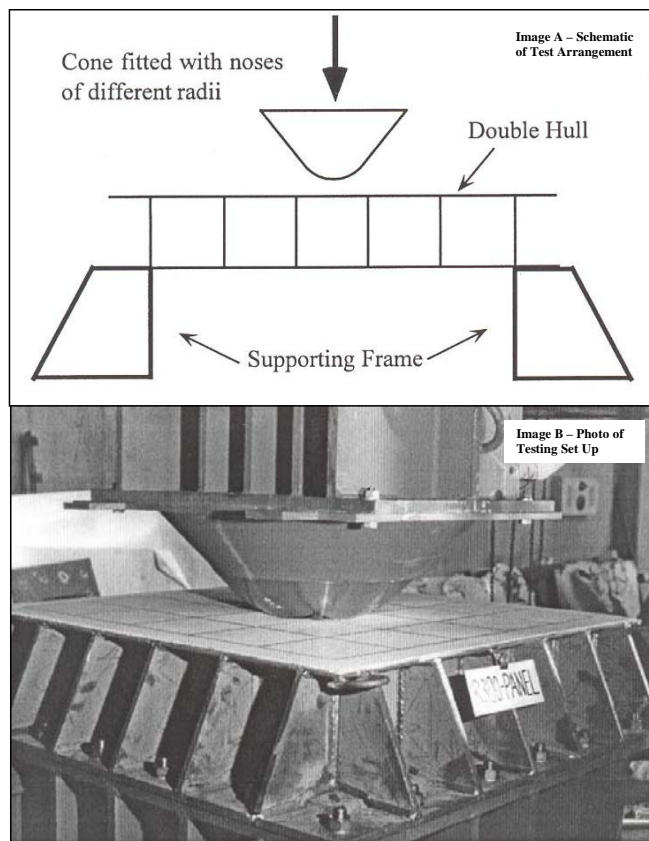 Image A – Schematic
of Test Arrangement
Cone fitted with noses
of different radii
Double Hull
Supporting Frame
Image B – Photo of
Testing Set Up
R300-PANEL